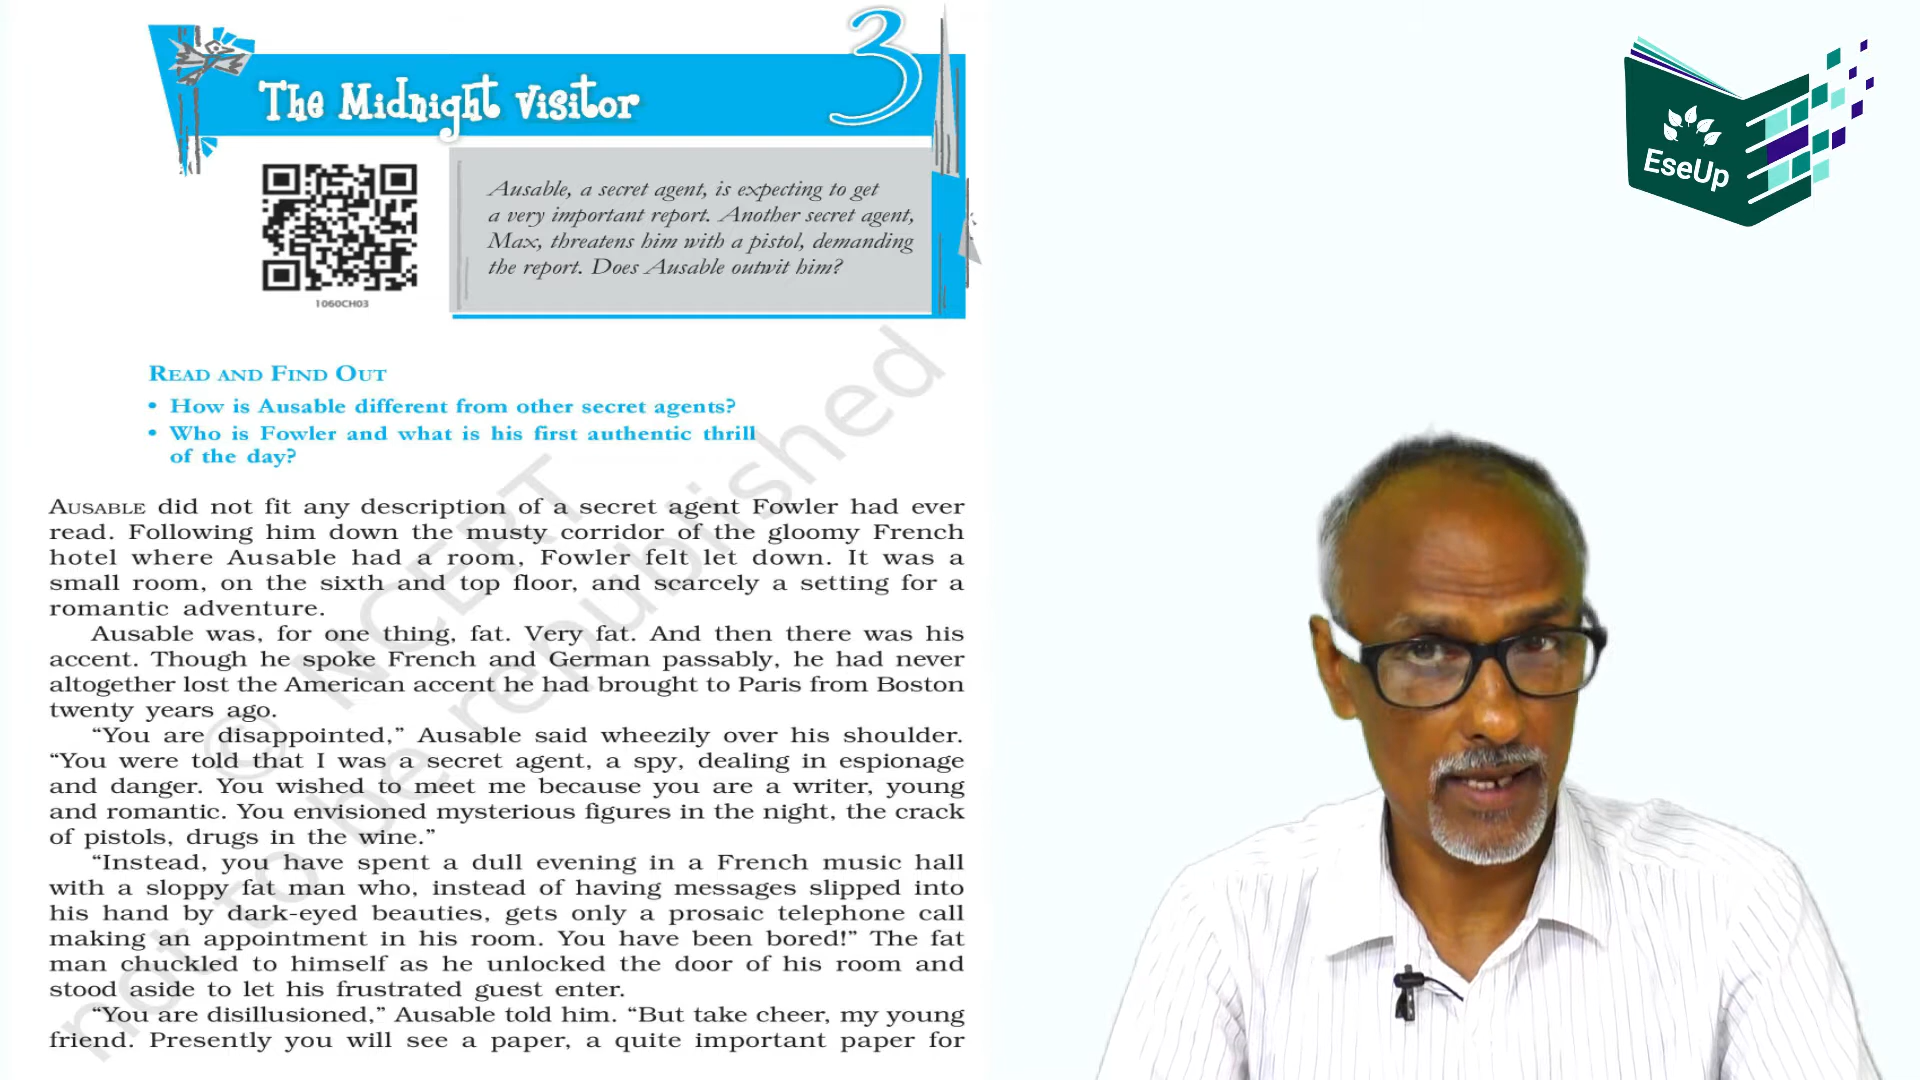 3
The Midnight Visitor
Ausable, a secret agent, is expecting to get
a very important report. Another secret agent,
Max, threatens him with a pistol, demanding
the report. Does Ausable outwit him?
1060CH03
READ AND FIND OUT
• How is Ausable different from other secret agents?
• Who is Fowler and what is his first authentic thrill
of the day?
AUSABLE did not fit any description of a secret agent Fowler had ever
read. Following him down the musty corridor of the gloomy French
hotel where Ausable had a room, Fowler felt let down. It was a
small room, on the sixth and top floor, and scarcely a setting for a
romantic adventure.
Ausable was, for one thing, fat. Very fat. And then there was his
accent. Though he spoke French and German passably, he had never
altogether lost the American accent he had brought to Paris from Boston
twenty years ago.
“You are disappointed,” Ausable said wheezily over his shoulder.
“You were told that I was a secret agent, a spy, dealing in espionage
and danger. You wished to meet me because you are a writer, young
and romantic. You envisioned mysterious figures in the night, the crack
of pistols, drugs in the wine.”
“Instead, you have spent a dull evening in a French music hall
with a sloppy fat man who, instead of having messages slipped into
his hand by dark-eyed beauties, gets only a prosaic telephone call
making an appointment in his room. You have been bored!” The fat
man chuckled to himself as he unlocked the door of his room and
stood aside to let his frustrated guest enter.
“You are disillusioned,” Ausable told him. “But take cheer, my young
friend. Presently you will see a paper, a quite important paper for
© NCERT
not to be republished
EseUp